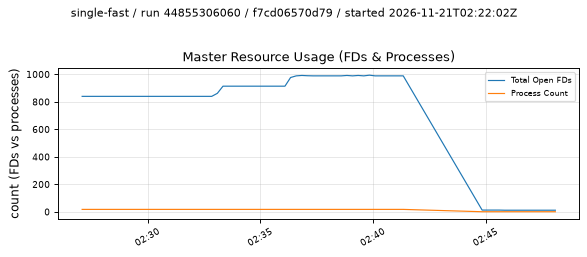 single-fast / run 44855306060 / f7cd06570d79 / started 2026-11-21T02:22:02Z
Master Resource Usage (FDs & Processes)
count (FDs vs processes)
1000
800
600
400
200
0
Total Open FDs
Process Count
02:30
02:35
02:40
02:45